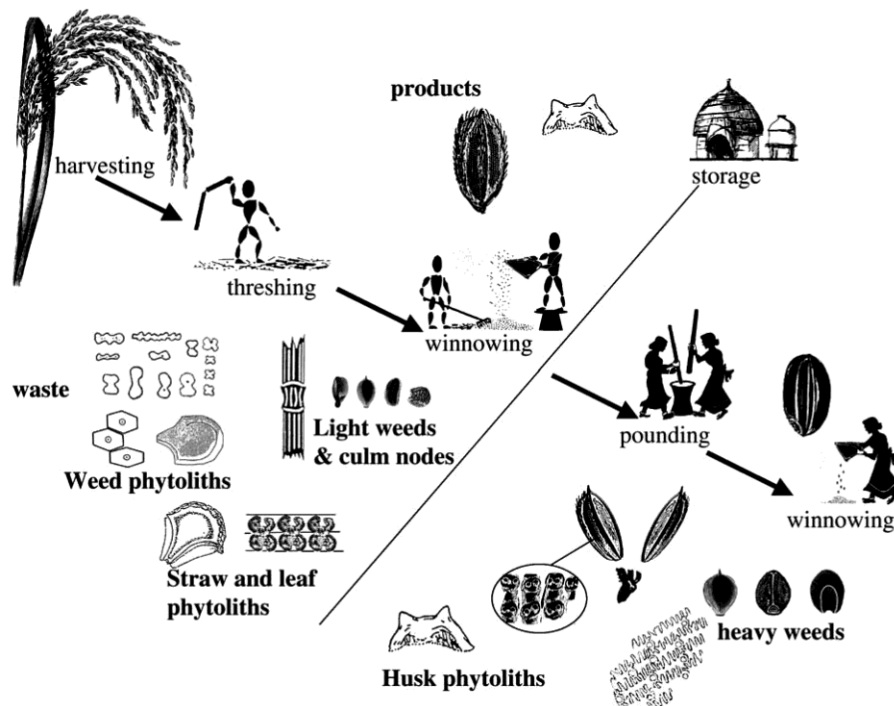 products
harvesting
storage
threshing
winnowing
waste
Light weeds
& culm nodes
pounding
Weed phytoliths
winnowing
Straw and leaf
phytoliths
heavy weeds
Husk phytoliths